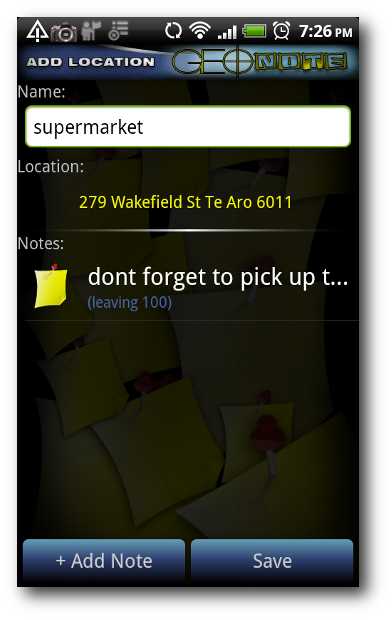 7:26 PM
ADD LOCATION GEONOTE
Name:
supermarket
Location:
279 Wakefield St Te Aro 6011
Notes:
dont forget to pick up t...
(leaving 100)
+ Add Note Save